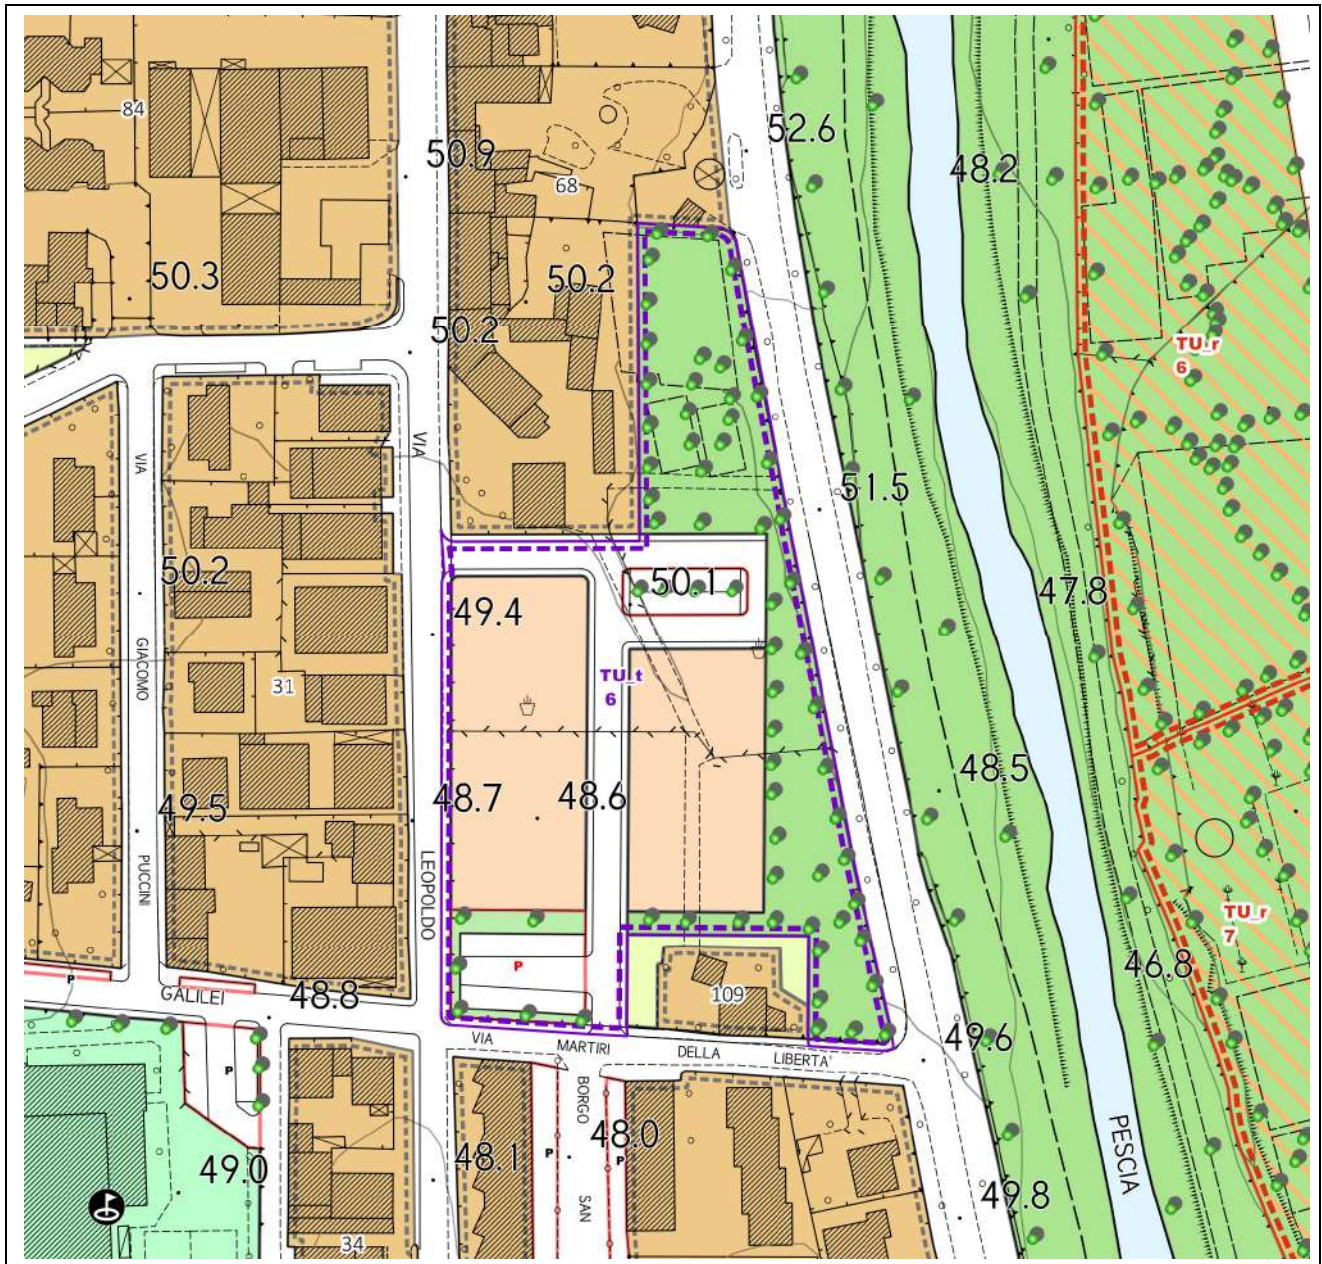 84
50.9
52.6
48.2
68
50.3
50.2
50.2
TU_r
6
VIA
VIA
51.5
50.2
50.1
47.8
49.4
GIACOMO
31
TU_t
6
49.5
48.7
48.6
48.5
PUCCINI
LEOPOLDO
TU_r
7
P
P
GALILEI
48.8
109
46.8
VIA
MARTIRI
DELLA
LIBERTA'
49.6
P
BORGO
48.0
PESCIA
49.0
48.1
P
P
SAN
49.8
34